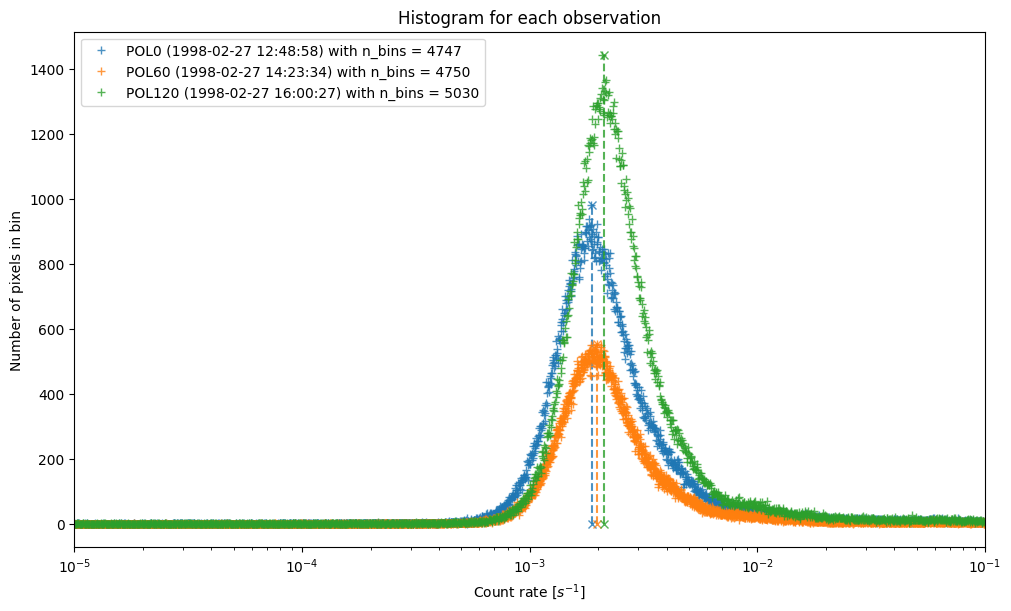 Histogram for each observation
POL0 (1998-02-27 12:48:58) with n_bins = 4747
POL60 (1998-02-27 14:23:34) with n_bins = 4750
POL120 (1998-02-27 16:00:27) with n_bins = 5030
Number of pixels in bin
1400
1200
1000
800
600
400
200
0
10⁻⁵ 10⁻⁴ 10⁻³ 10⁻² 10⁻¹
Count rate [s⁻¹]